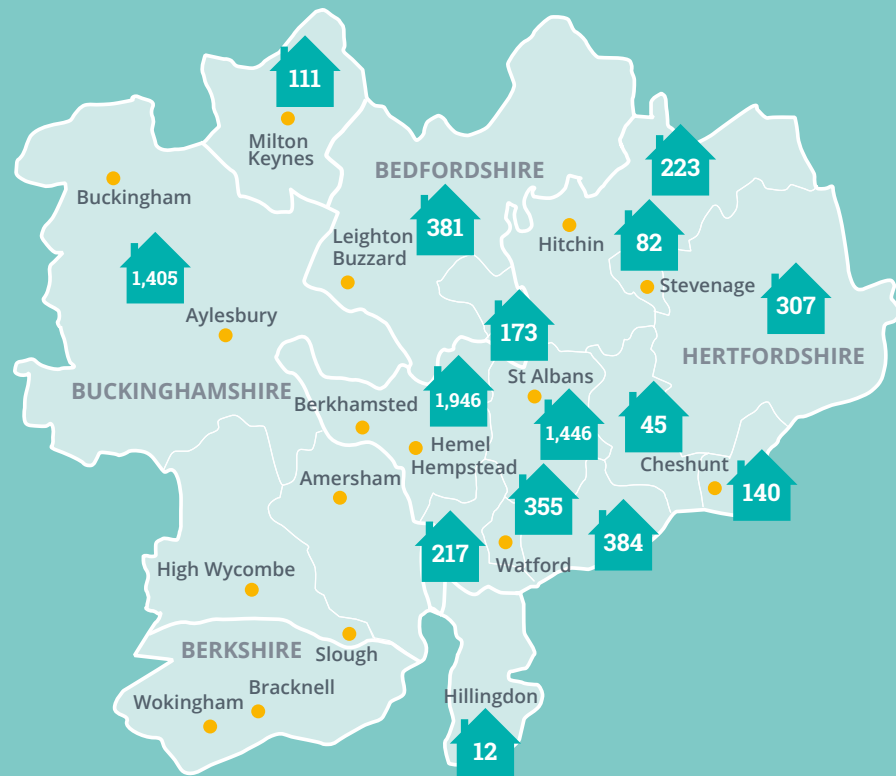 111
Milton
Keynes
BEDFORDSHIRE
223
Buckingham
381
Leighton
Buzzard
Hitchin
82
1,405
Stevenage
307
Aylesbury
173
HERTFORDSHIRE
St Albans
BUCKINGHAMSHIRE
Berkhamsted
1,946
1,446
45
Hemel
Hempstead
Cheshunt
Amersham
140
355
384
217
Watford
High Wycombe
BERKSHIRE
Slough
Bracknell
Wokingham
Hillingdon
12